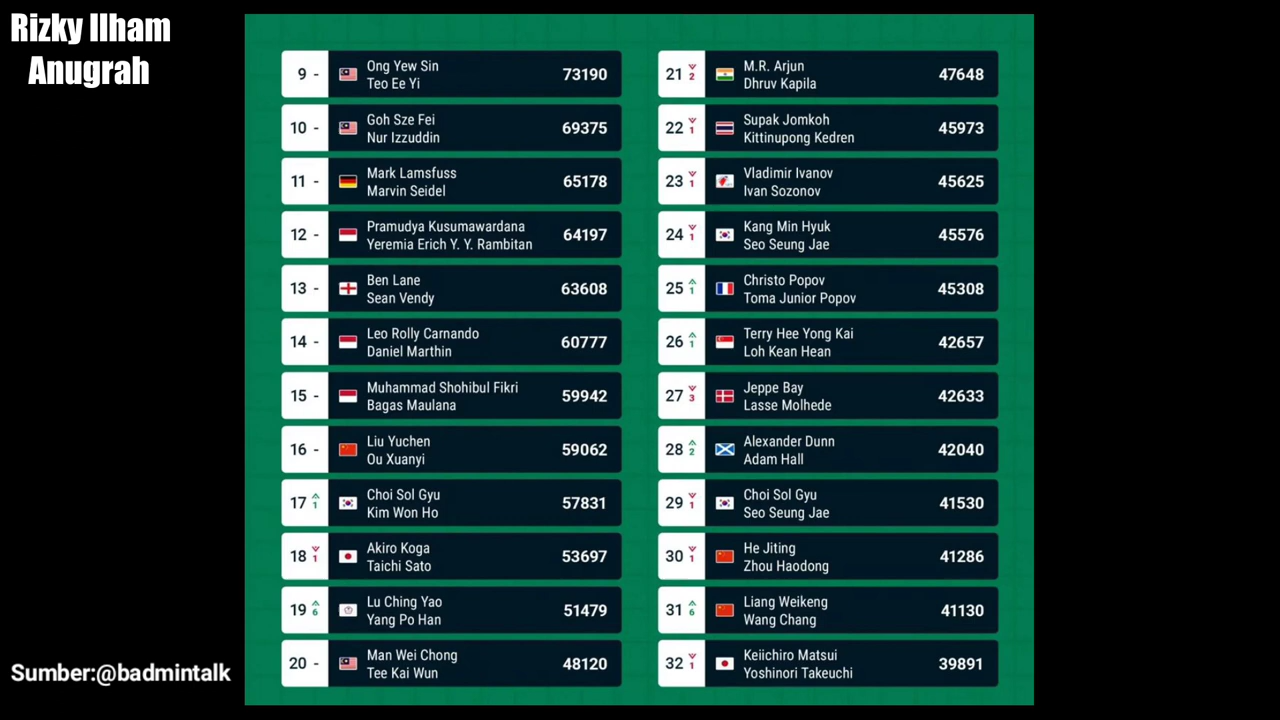 Rizky Ilham
Anugrah
9 - Ong Yew Sin
Teo Ee Yi 73190
10 - Goh Sze Fei
Nur Izzuddin 69375
11 - Mark Lamsfuss
Marvin Seidel 65178
12 - Pramudya Kusumawardana
Yeremia Erich Y. Y. Rambitan 64197
13 - Ben Lane
Sean Vendy 63608
14 - Leo Rolly Carnando
Daniel Marthin 60777
15 - Muhammad Shohibul Fikri
Bagas Maulana 59942
16 - Liu Yuchen
Ou Xuanyi 59062
17 1 Choi Sol Gyu
Kim Won Ho 57831
18 1 Akiro Koga
Taichi Sato 53697
19 6 Lu Ching Yao
Yang Po Han 51479
20 - Man Wei Chong
Tee Kai Wun 48120
21 2 M.R. Arjun
Dhruv Kapila 47648
22 1 Supak Jomkoh
Kittinupong Kedren 45973
23 1 Vladimir Ivanov
Ivan Sozonov 45625
24 1 Kang Min Hyuk
Seo Seung Jae 45576
25 1 Christo Popov
Toma Junior Popov 45308
26 1 Terry Hee Yong Kai
Loh Kean Hean 42657
27 3 Jeppe Bay
Lasse Molhede 42633
28 2 Alexander Dunn
Adam Hall 42040
29 1 Choi Sol Gyu
Seo Seung Jae 41530
30 1 He Jiting
Zhou Haodong 41286
31 6 Liang Weikeng
Wang Chang 41130
32 1 Keiichiro Matsui
Yoshinori Takeuchi 39891
Sumber:@badmintalk